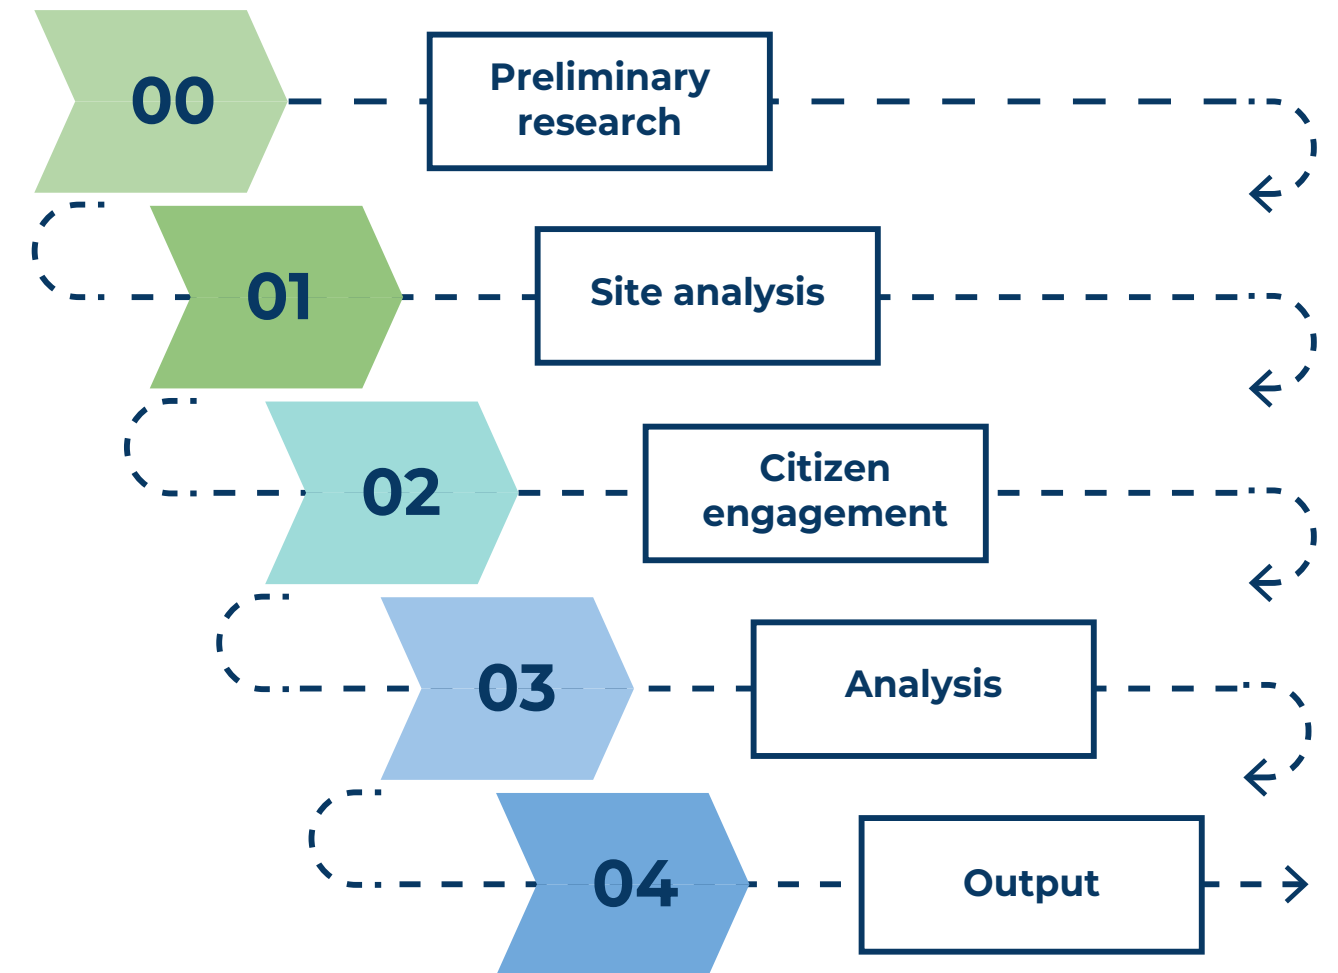 00
Preliminary
research
01
Site analysis
02
Citizen
engagement
03
Analysis
04
Output